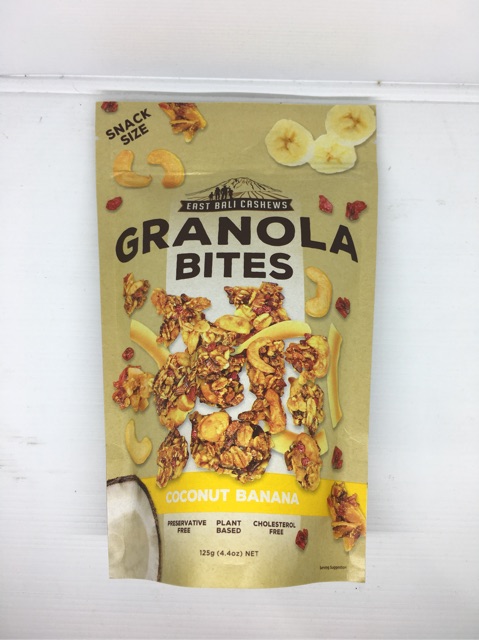 SNACK
SIZE
EAST BALI CASHEWS
GRANOLA
BITES
COCONUT BANANA
PRESERVATIVE
FREE
PLANT
BASED
CHOLESTEROL
FREE
125g (4.4oz) NET